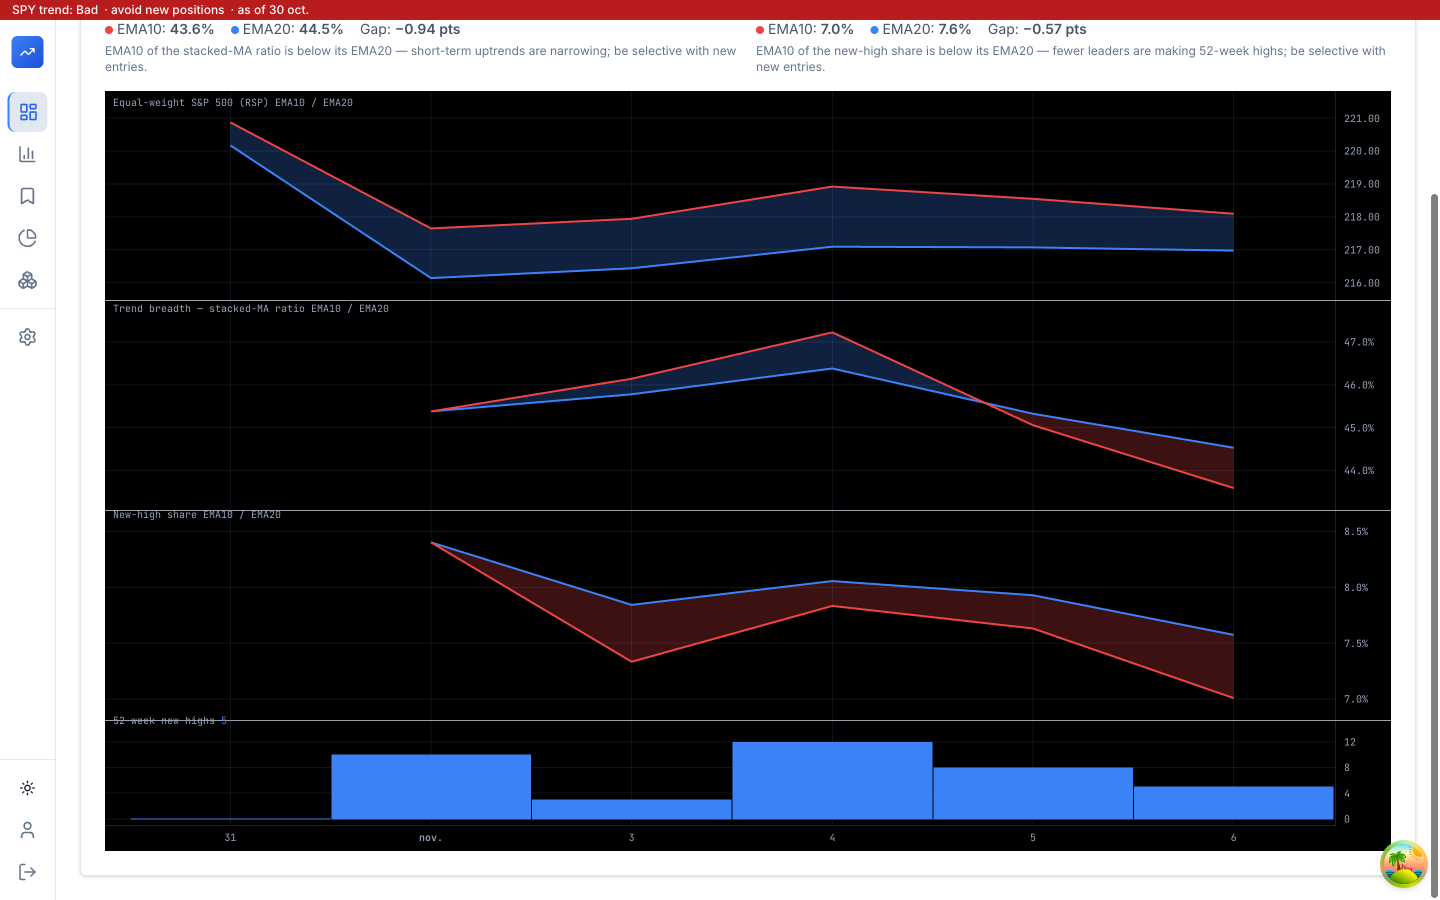 SPY trend: Bad · avoid new positions · as of 30 oct.
EMA10: 43.6% EMA20: 44.5% Gap: −0.94 pts
EMA10 of the stacked-MA ratio is below its EMA20 — short-term uptrends are narrowing; be selective with new
entries.
EMA10: 7.0% EMA20: 7.6% Gap: −0.57 pts
EMA10 of the new-high share is below its EMA20 — fewer leaders are making 52-week highs; be selective with
new entries.
Equal-weight S&P 500 (RSP) EMA10 / EMA20
221.00
220.00
219.00
218.00
217.00
216.00
Trend breadth — stacked-MA ratio EMA10 / EMA20
47.0%
46.0%
45.0%
44.0%
New-high share EMA10 / EMA20
8.5%
8.0%
7.5%
7.0%
52 week new highs 5
12
8
4
0
31 nov. 3 4 5 6